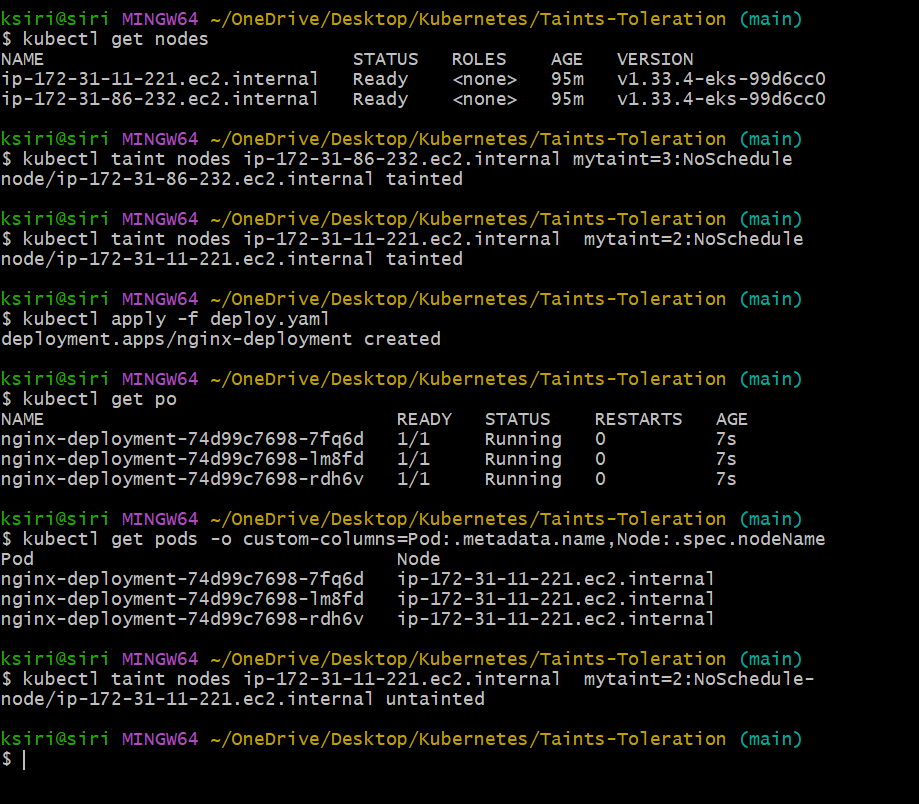 ksiri@siri MINGW64 ~/OneDrive/Desktop/Kubernetes/Taints-Toleration (main)
$ kubectl get nodes
NAME                            STATUS   ROLES    AGE   VERSION
ip-172-31-11-221.ec2.internal   Ready    <none>   95m   v1.33.4-eks-99d6cc0
ip-172-31-86-232.ec2.internal   Ready    <none>   95m   v1.33.4-eks-99d6cc0

ksiri@siri MINGW64 ~/OneDrive/Desktop/Kubernetes/Taints-Toleration (main)
$ kubectl taint nodes ip-172-31-86-232.ec2.internal mytaint=3:NoSchedule
node/ip-172-31-86-232.ec2.internal tainted

ksiri@siri MINGW64 ~/OneDrive/Desktop/Kubernetes/Taints-Toleration (main)
$ kubectl taint nodes ip-172-31-11-221.ec2.internal  mytaint=2:NoSchedule
node/ip-172-31-11-221.ec2.internal tainted

ksiri@siri MINGW64 ~/OneDrive/Desktop/Kubernetes/Taints-Toleration (main)
$ kubectl apply -f deploy.yaml
deployment.apps/nginx-deployment created

ksiri@siri MINGW64 ~/OneDrive/Desktop/Kubernetes/Taints-Toleration (main)
$ kubectl get po
NAME                                READY   STATUS    RESTARTS   AGE
nginx-deployment-74d99c7698-7fq6d   1/1     Running   0          7s
nginx-deployment-74d99c7698-lm8fd   1/1     Running   0          7s
nginx-deployment-74d99c7698-rdh6v   1/1     Running   0          7s

ksiri@siri MINGW64 ~/OneDrive/Desktop/Kubernetes/Taints-Toleration (main)
$ kubectl get pods -o custom-columns=Pod:.metadata.name,Node:.spec.nodeName
Pod                                 Node
nginx-deployment-74d99c7698-7fq6d   ip-172-31-11-221.ec2.internal
nginx-deployment-74d99c7698-lm8fd   ip-172-31-11-221.ec2.internal
nginx-deployment-74d99c7698-rdh6v   ip-172-31-11-221.ec2.internal

ksiri@siri MINGW64 ~/OneDrive/Desktop/Kubernetes/Taints-Toleration (main)
$ kubectl taint nodes ip-172-31-11-221.ec2.internal  mytaint=2:NoSchedule-
node/ip-172-31-11-221.ec2.internal untainted

ksiri@siri MINGW64 ~/OneDrive/Desktop/Kubernetes/Taints-Toleration (main)
$